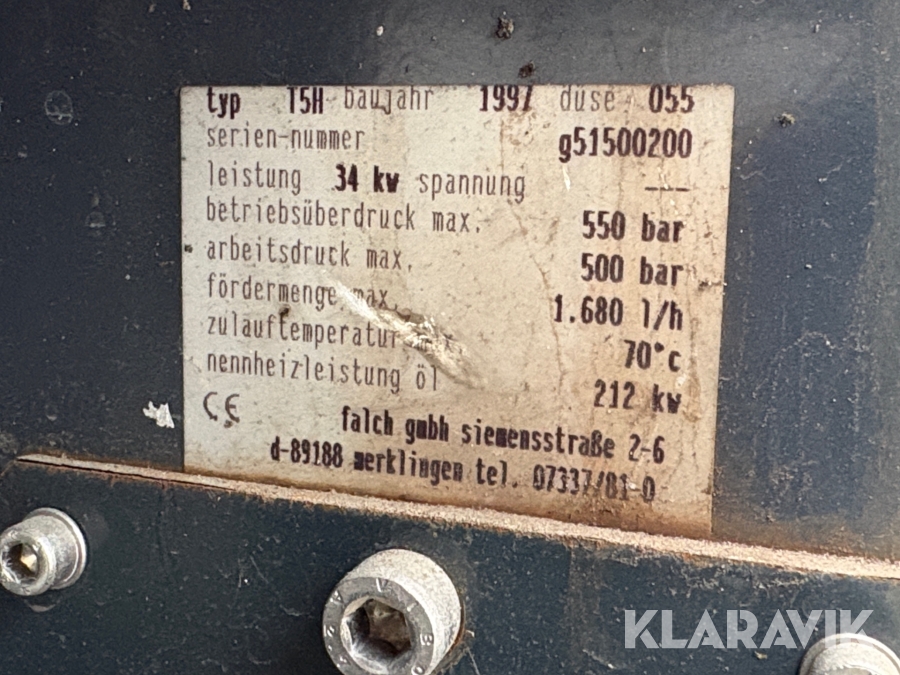 typ T5H baujahr 1997 düse 055
serien-nummer g51500200
leistung 34 kw spannung ---
betriebsüberdruck max. 550 bar
arbeitsdruck max. 500 bar
fördermenge max. 1.680 l/h
zulauftemperatur 70°c
nennheizleistung öl 212 kw
CE falch gmbh siemensstraße 2-6
d-89188 merklingen tel. 07337/81-0
KLARAVIK